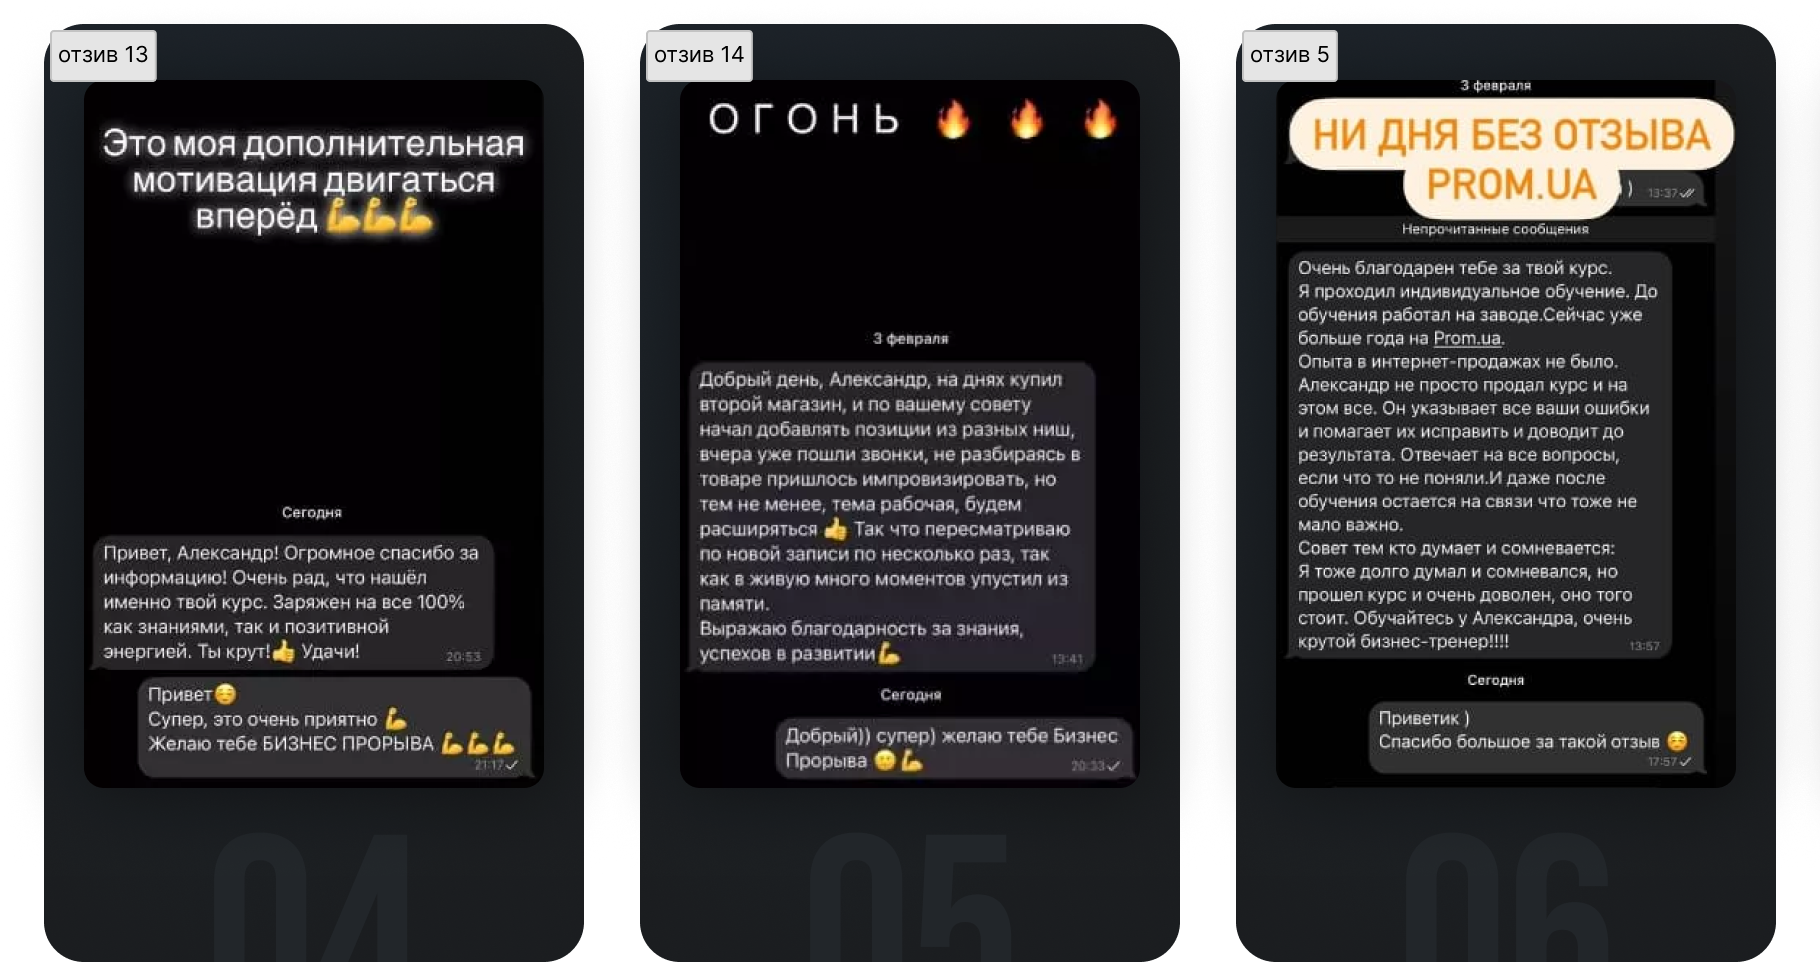 отзив 13
Это моя дополнительная
мотивация двигаться
вперёд 💪💪💪
Сегодня
Привет, Александр! Огромное спасибо за
информацию! Очень рад, что нашёл
именно твой курс. Заряжен на все 100%
как знаниями, так и позитивной
энергией. Ты крут!👍 Удачи!
20:53
Привет☺️
Супер, это очень приятно 💪
Желаю тебе БИЗНЕС ПРОРЫВА 💪💪💪
21:17
04
отзив 14
ОГОНЬ 🔥 🔥 🔥
3 февраля
Добрый день, Александр, на днях купил
второй магазин, и по вашему совету
начал добавлять позиции из разных ниш,
вчера уже пошли звонки, не разбираясь в
товаре пришлось импровизировать, но
тем не менее, тема рабочая, будем
расширяться 👍 Так что пересматриваю
по новой записи по несколько раз, так
как в живую много моментов упустил из
памяти.
Выражаю благодарность за знания,
успехов в развитии💪
13:41
Сегодня
Добрый)) супер) желаю тебе Бизнес
Прорыва 🙂💪
20:33
05
отзив 5
3 февраля
НИ ДНЯ БЕЗ ОТЗЫВА
PROM.UA
)
13:37
Непрочитанные сообщения
Очень благодарен тебе за твой курс.
Я проходил индивидуальное обучение. До
обучения работал на заводе.Сейчас уже
больше года на Prom.ua.
Опыта в интернет-продажах не было.
Александр не просто продал курс и на
этом все. Он указывает все ваши ошибки
и помагает их исправить и доводит до
результата. Отвечает на все вопросы,
если что то не поняли.И даже после
обучения остается на связи что тоже не
мало важно.
Совет тем кто думает и сомневается:
Я тоже долго думал и сомневался, но
прошел курс и очень доволен, оно того
стоит. Обучайтесь у Александра, очень
крутой бизнес-тренер!!!!
13:57
Сегодня
Приветик )
Спасибо большое за такой отзыв ☺️
17:57
06